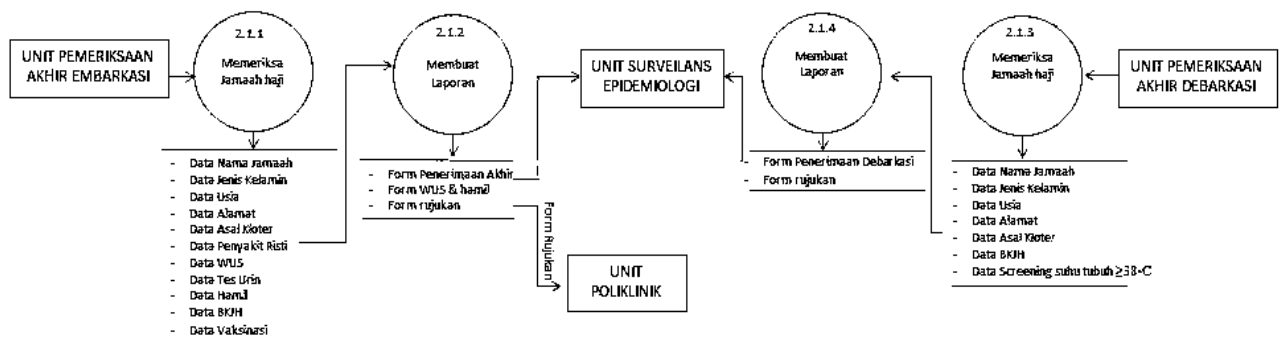 UNIT PEMERIKSAAN
AKHIR EMBARKASI
2.1.1
Memeriksa
Jamaah haji
- Data Nama Jamaah
- Data Jenis Kelamin
- Data Usia
- Data Alamat
- Data Asal Kloter
- Data Penyakit Risti
- Data WUS
- Data Tes Urin
- Data Hamil
- Data BKJH
- Data Vaksinasi
2.1.2
Membuat
Laporan
- Form Penerimaan Akhir
- Form WUS & hamil
- Form rujukan
Form Rujukan
UNIT SURVEILANS
EPIDEMIOLOGI
UNIT
POLIKLINIK
2.1.4
Membuat
Laporan
- Form Penerimaan Debarkasi
- Form rujukan
2.1.3
Memeriksa
Jamaah haji
- Data Nama Jamaah
- Data Jenis Kelamin
- Data Usia
- Data Alamat
- Data Asal Kloter
- Data BKJH
- Data Screening suhu tubuh ≥38◦C
UNIT PEMERIKSAAN
AKHIR DEBARKASI